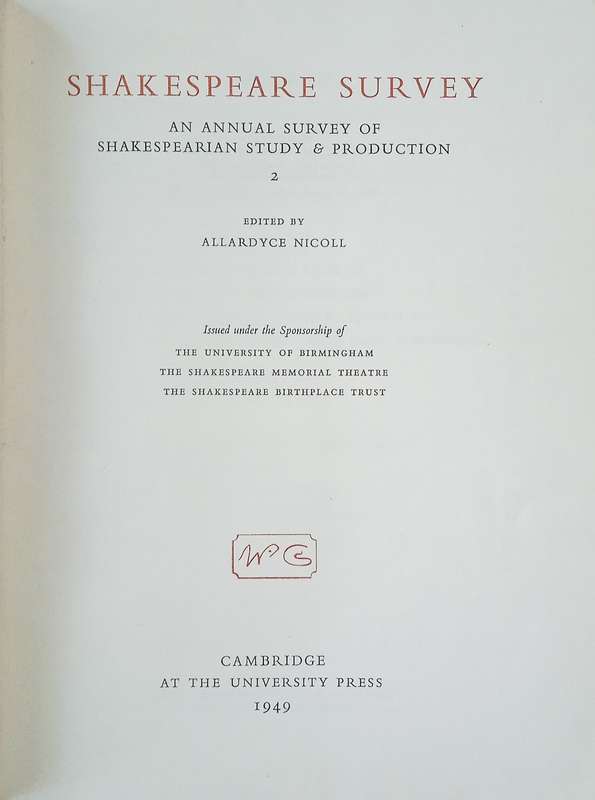 SHAKESPEARE SURVEY
AN ANNUAL SURVEY OF
SHAKESPEARIAN STUDY & PRODUCTION
2
EDITED BY
ALLARDYCE NICOLL
Issued under the Sponsorship of
THE UNIVERSITY OF BIRMINGHAM
THE SHAKESPEARE MEMORIAL THEATRE
THE SHAKESPEARE BIRTHPLACE TRUST
CAMBRIDGE
AT THE UNIVERSITY PRESS
1949